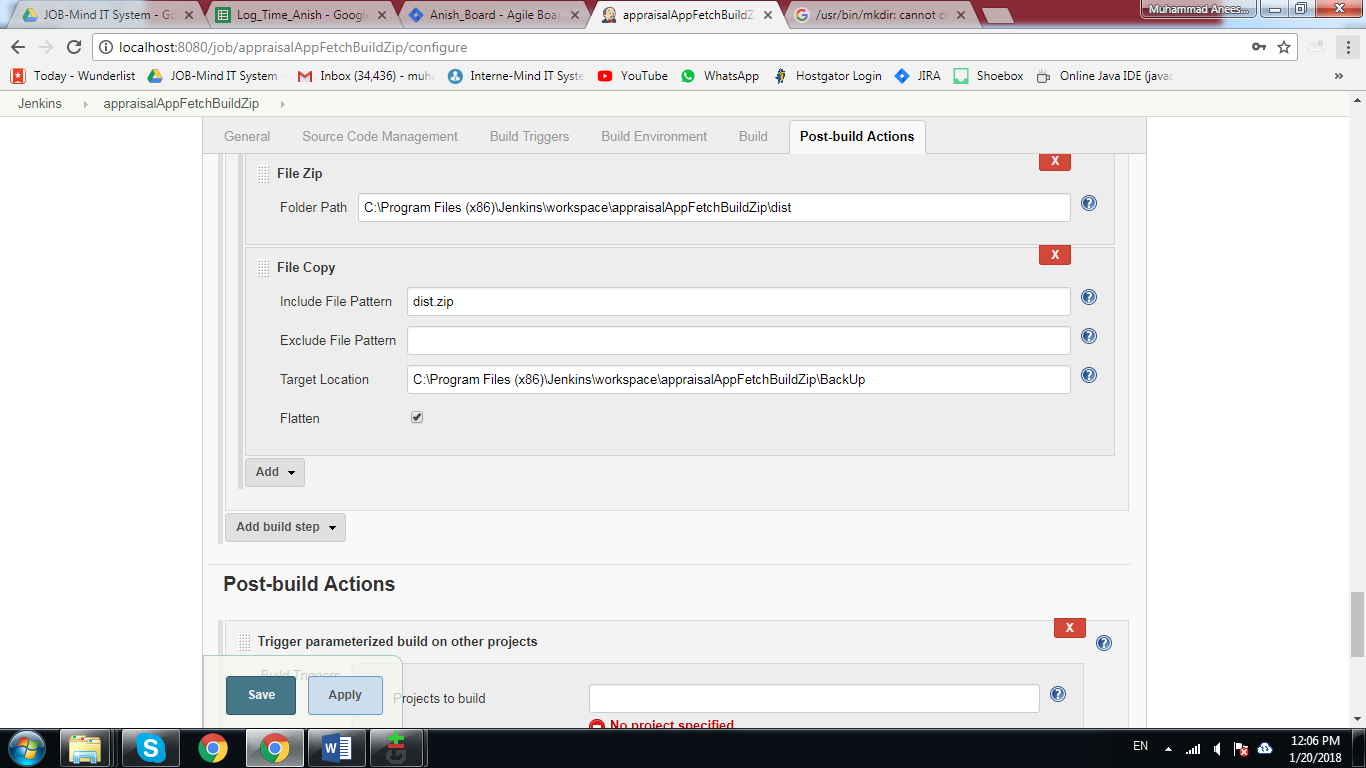 JOB-Mind IT System - Go
Log_Time_Anish - Google
Anish_Board - Agile Boar
appraisalAppFetchBuildZ
/usr/bin/mkdir: cannot c
Muhammad Anees...
localhost:8080/job/appraisalAppFetchBuildZip/configure
Today - Wunderlist
JOB-Mind IT System -
Inbox (34,436) - muh
Interne-Mind IT Syste
YouTube
WhatsApp
Hostgator Login
JIRA
Shoebox
Online Java IDE (javac
»
Jenkins
appraisalAppFetchBuildZip
General
Source Code Management
Build Triggers
Build Environment
Build
Post-build Actions
X
File Zip
Folder Path
C:\Program Files (x86)\Jenkins\workspace\appraisalAppFetchBuildZip\dist
X
File Copy
Include File Pattern
dist.zip
Exclude File Pattern
Target Location
C:\Program Files (x86)\Jenkins\workspace\appraisalAppFetchBuildZip\BackUp
Flatten
Add
Add build step
Post-build Actions
X
Trigger parameterized build on other projects
Build Triggers
Save
Apply
Projects to build
No project specified
EN
12:06 PM
1/20/2018